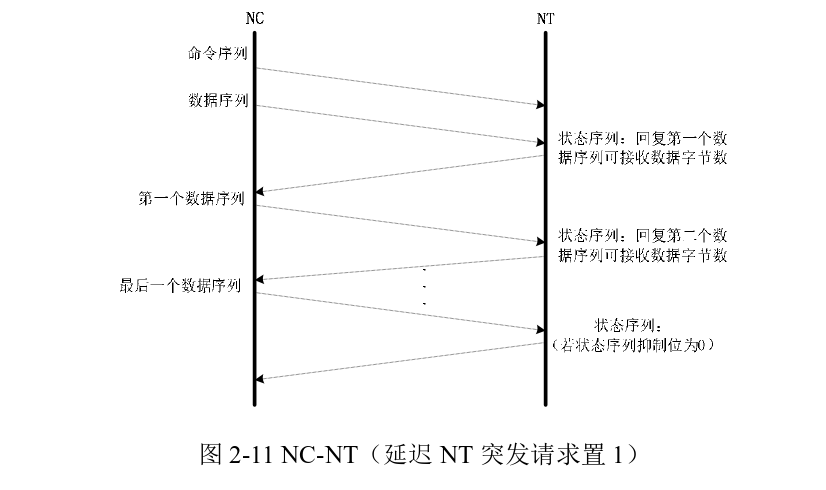 NC
NT
命令序列
数据序列
状态序列：回复第一个数
据序列可接收数据字节数
第一个数据序列
状态序列：回复第二个数
据序列可接收数据字节数
最后一个数据序列
状态序列：
（若状态序列抑制位为0）
图 2-11 NC-NT（延迟 NT 突发请求置 1）